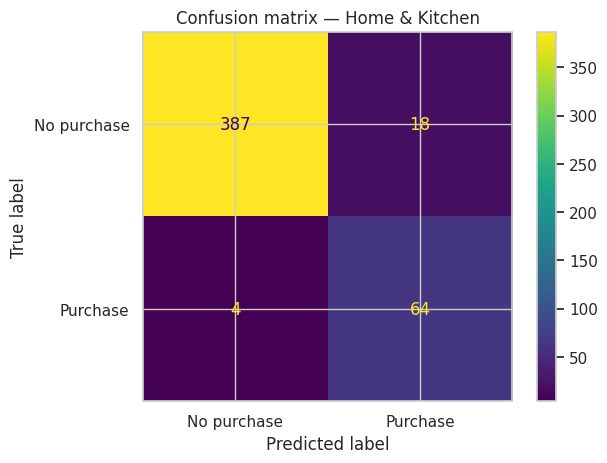 Confusion matrix — Home & Kitchen
No purchase
387
18
Purchase
4
64
No purchase
Purchase
Predicted label
True label
350
300
250
200
150
100
50